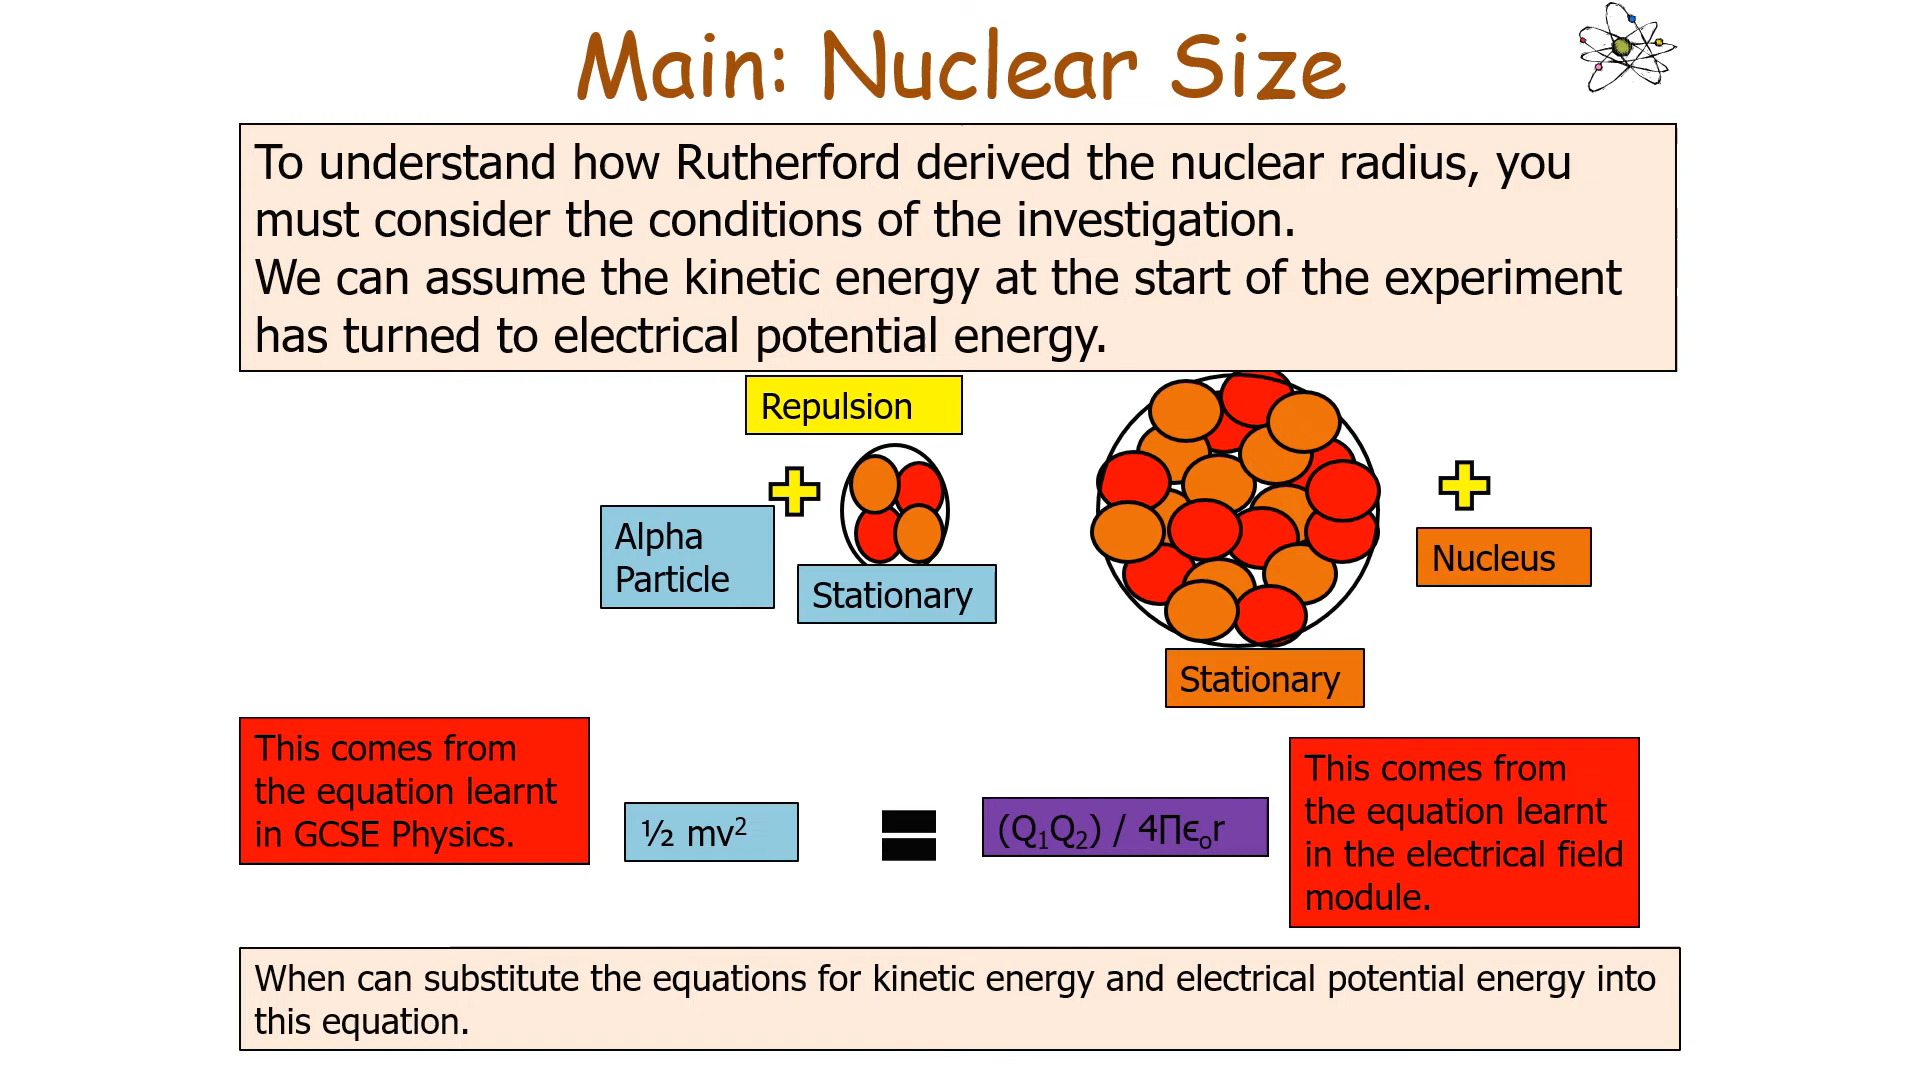 Main: Nuclear Size
To understand how Rutherford derived the nuclear radius, you
must consider the conditions of the investigation.
We can assume the kinetic energy at the start of the experiment
has turned to electrical potential energy.
Repulsion
Alpha
Particle
Stationary
Nucleus
Stationary
This comes from
the equation learnt
in GCSE Physics.
½ mv²
=
(Q₁Q₂) / 4Πϵₒr
This comes from
the equation learnt
in the electrical field
module.
When can substitute the equations for kinetic energy and electrical potential energy into
this equation.